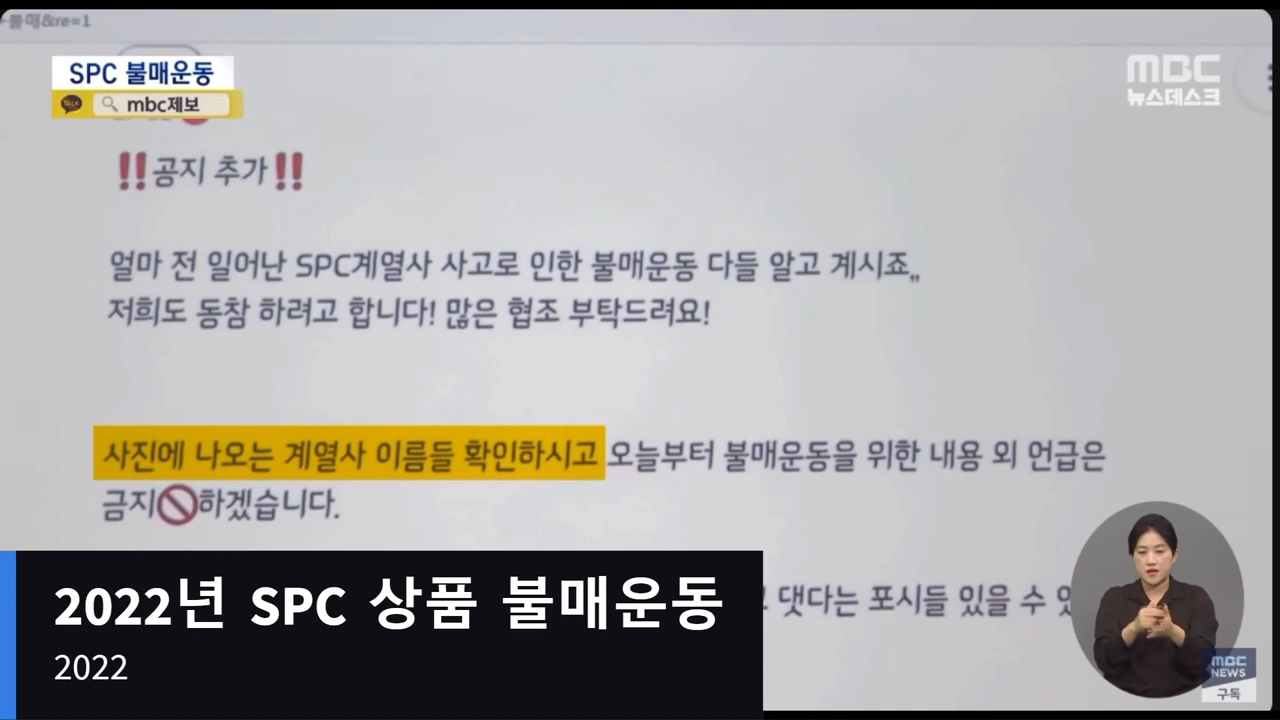 불매&re=1
SPC 불매운동
TALK mbc제보
MBC
뉴스데스크
‼공지 추가‼
얼마 전 일어난 SPC계열사 사고로 인한 불매운동 다들 알고 계시죠,,
저희도 동참 하려고 합니다! 많은 협조 부탁드려요!
사진에 나오는 계열사 이름들 확인하시고 오늘부터 불매운동을 위한 내용 외 언급은
금지🚫하겠습니다.
댓다는 포시들 있을 수
2022년 SPC 상품 불매운동
2022
MBC
NEWS
구독